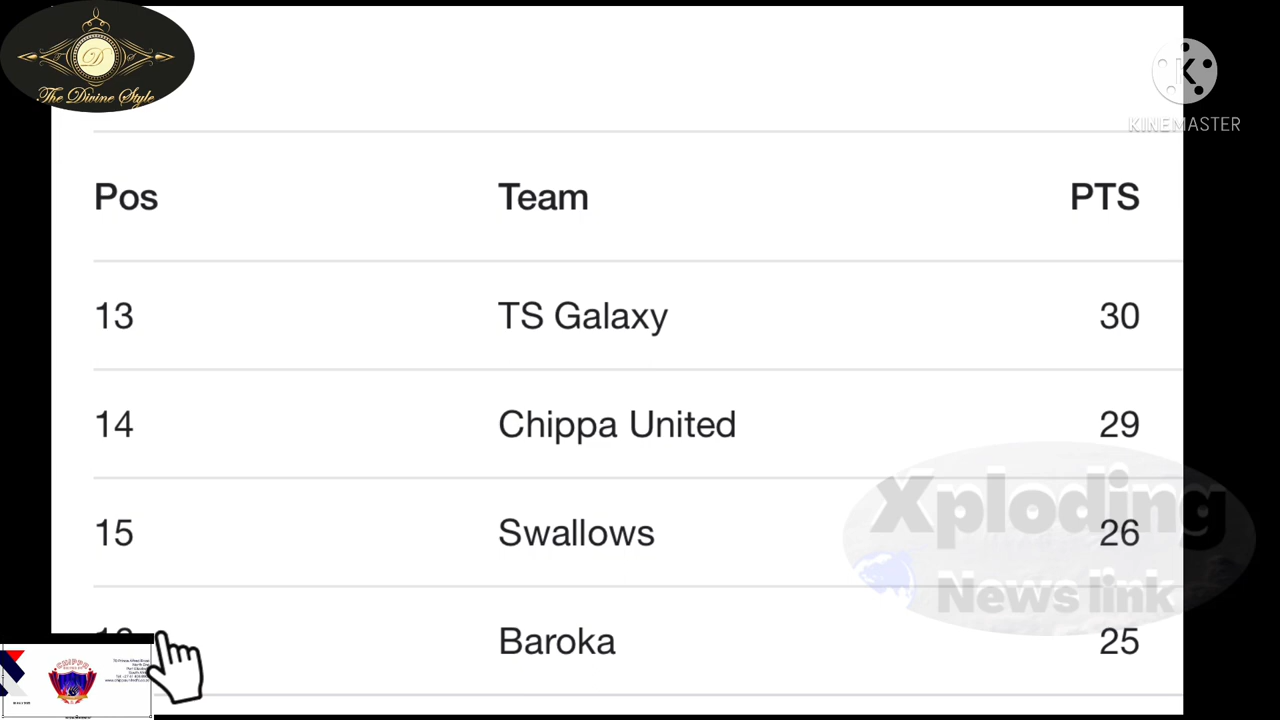 The Divine Style
KINEMASTER
Pos Team PTS
13 TS Galaxy 30
14 Chippa United 29
15 Swallows 26
Baroka 25
Xploding
News link
CHIPPA